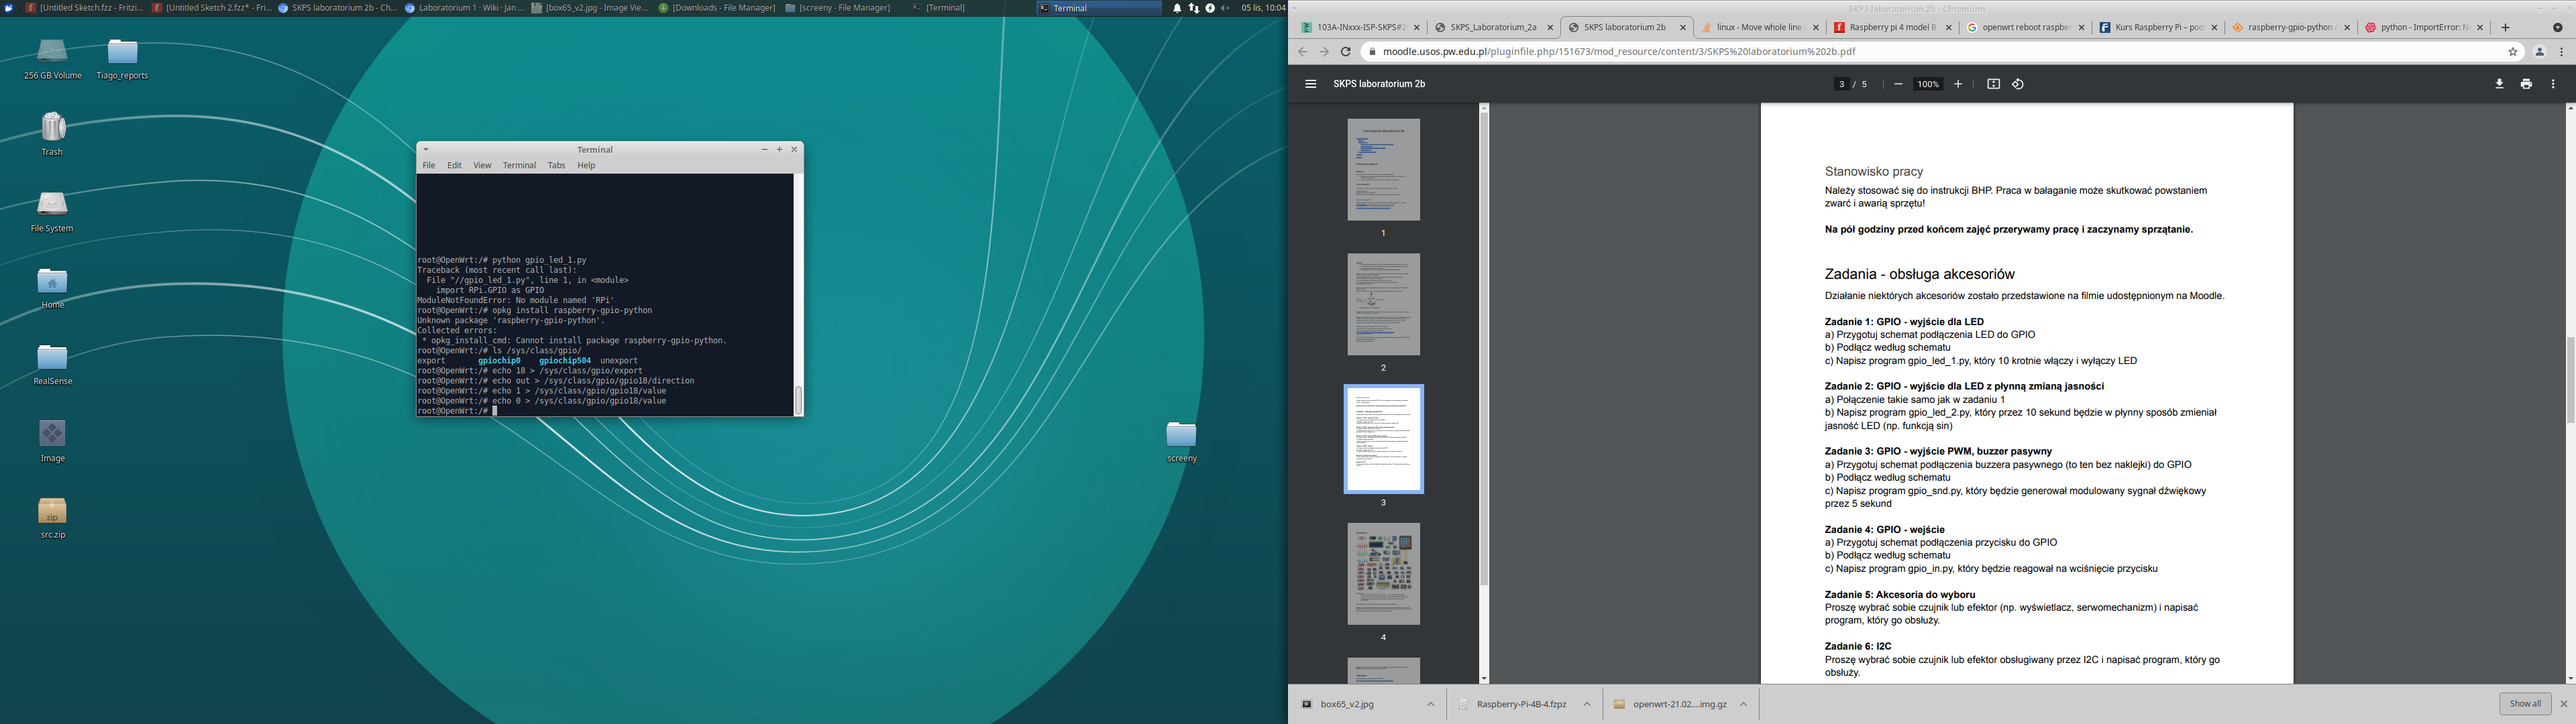 [Untitled Sketch.fzz - Fritzi...
[Untitled Sketch 2.fzz* - Fri...
SKPS laboratorium 2b - Ch...
Laboratorium 1 · Wiki · Jan ...
[box65_v2.jpg - Image Vie...
[Downloads - File Manager]
[screeny - File Manager]
[Terminal]
Terminal
05 lis, 10:04
256 GB Volume
Tiago_reports
Trash
File System
Home
RealSense
Image
zip
src.zip
screeny
Terminal
File Edit View Terminal Tabs Help
root@OpenWrt:/# python gpio_led_1.py
Traceback (most recent call last):
File "//gpio_led_1.py", line 1, in <module>
import RPi.GPIO as GPIO
ModuleNotFoundError: No module named 'RPi'
root@OpenWrt:/# opkg install raspberry-gpio-python
Unknown package 'raspberry-gpio-python'.
Collected errors:
* opkg_install_cmd: Cannot install package raspberry-gpio-python.
root@OpenWrt:/# ls /sys/class/gpio/
export gpiochip0 gpiochip504 unexport
root@OpenWrt:/# echo 18 > /sys/class/gpio/export
root@OpenWrt:/# echo out > /sys/class/gpio/gpio18/direction
root@OpenWrt:/# echo 1 > /sys/class/gpio/gpio18/value
root@OpenWrt:/# echo 0 > /sys/class/gpio/gpio18/value
root@OpenWrt:/#
SKPS laboratorium 2b - Chromium
103A-INxxx-ISP-SKPS#2
SKPS_Laboratorium_2a
SKPS laboratorium 2b
linux - Move whole line
Raspberry pi 4 model B
openwrt reboot raspber
Kurs Raspberry Pi – pod
raspberry-gpio-python
python - ImportError: N
moodle.usos.pw.edu.pl/pluginfile.php/151673/mod_resource/content/3/SKPS%20laboratorium%202b.pdf
SKPS laboratorium 2b
3 / 5
100%
1
2
3
4
Stanowisko pracy
Należy stosować się do instrukcji BHP. Praca w bałaganie może skutkować powstaniem
zwarć i awarią sprzętu!
Na pół godziny przed końcem zajęć przerywamy pracę i zaczynamy sprzątanie.
Zadania - obsługa akcesoriów
Działanie niektórych akcesoriów zostało przedstawione na filmie udostępnionym na Moodle.
Zadanie 1: GPIO - wyjście dla LED
a) Przygotuj schemat podłączenia LED do GPIO
b) Podłącz według schematu
c) Napisz program gpio_led_1.py, który 10 krotnie włączy i wyłączy LED
Zadanie 2: GPIO - wyjście dla LED z płynną zmianą jasności
a) Połączenie takie samo jak w zadaniu 1
b) Napisz program gpio_led_2.py, który przez 10 sekund będzie w płynny sposób zmieniał
jasność LED (np. funkcją sin)
Zadanie 3: GPIO - wyjście PWM, buzzer pasywny
a) Przygotuj schemat podłączenia buzzera pasywnego (to ten bez naklejki) do GPIO
b) Podłącz według schematu
c) Napisz program gpio_snd.py, który będzie generował modulowany sygnał dźwiękowy
przez 5 sekund
Zadanie 4: GPIO - wejście
a) Przygotuj schemat podłączenia przycisku do GPIO
b) Podłącz według schematu
c) Napisz program gpio_in.py, który będzie reagował na wciśnięcie przycisku
Zadanie 5: Akcesoria do wyboru
Proszę wybrać sobie czujnik lub efektor (np. wyświetlacz, serwomechanizm) i napisać
program, który go obsłuży.
Zadanie 6: I2C
Proszę wybrać sobie czujnik lub efektor obsługiwany przez I2C i napisać program, który go
obsłuży.
box65_v2.jpg
Raspberry-Pi-4B-4.fzpz
openwrt-21.02....img.gz
Show all